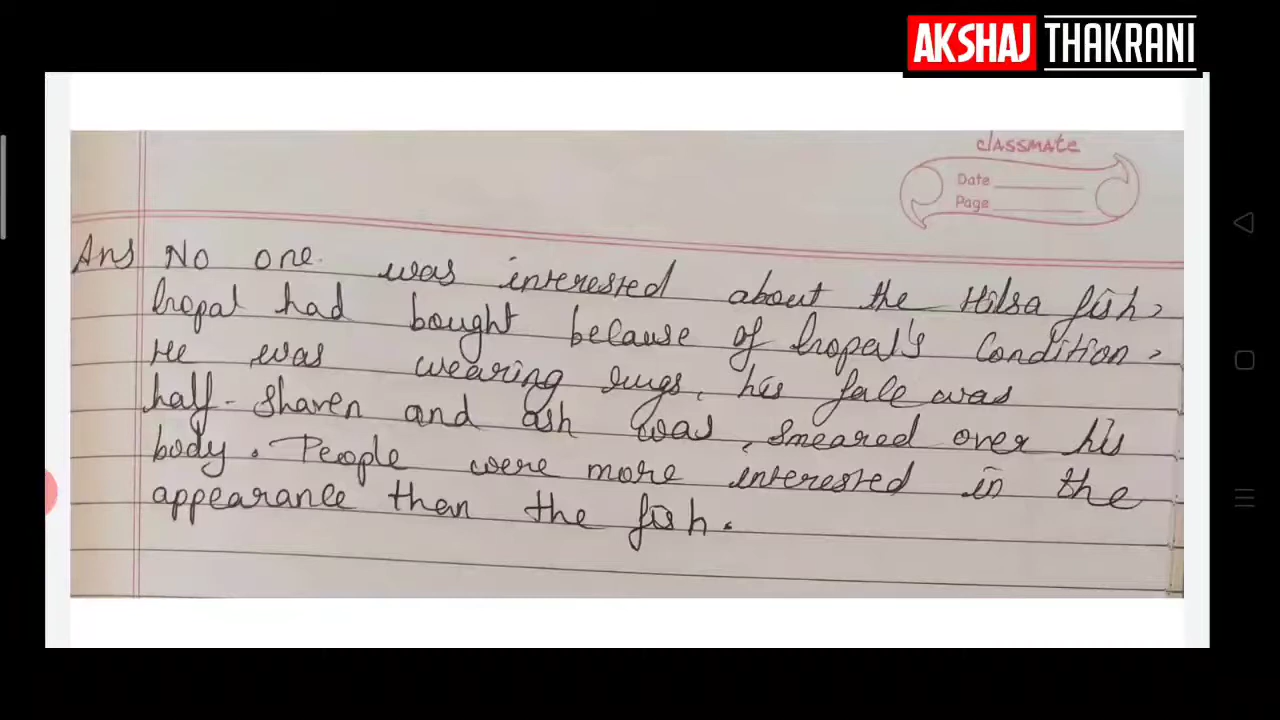 AKSHAJ THAKRANI
classmate
Date
Page
Ans No one was interested about the Hilsa fish,
Gopal had bought because of Gopal's Condition,
He was wearing rugs, his face was
half-shaven and ash was smeared over his
body. People were more interested in the
appearance than the fish.